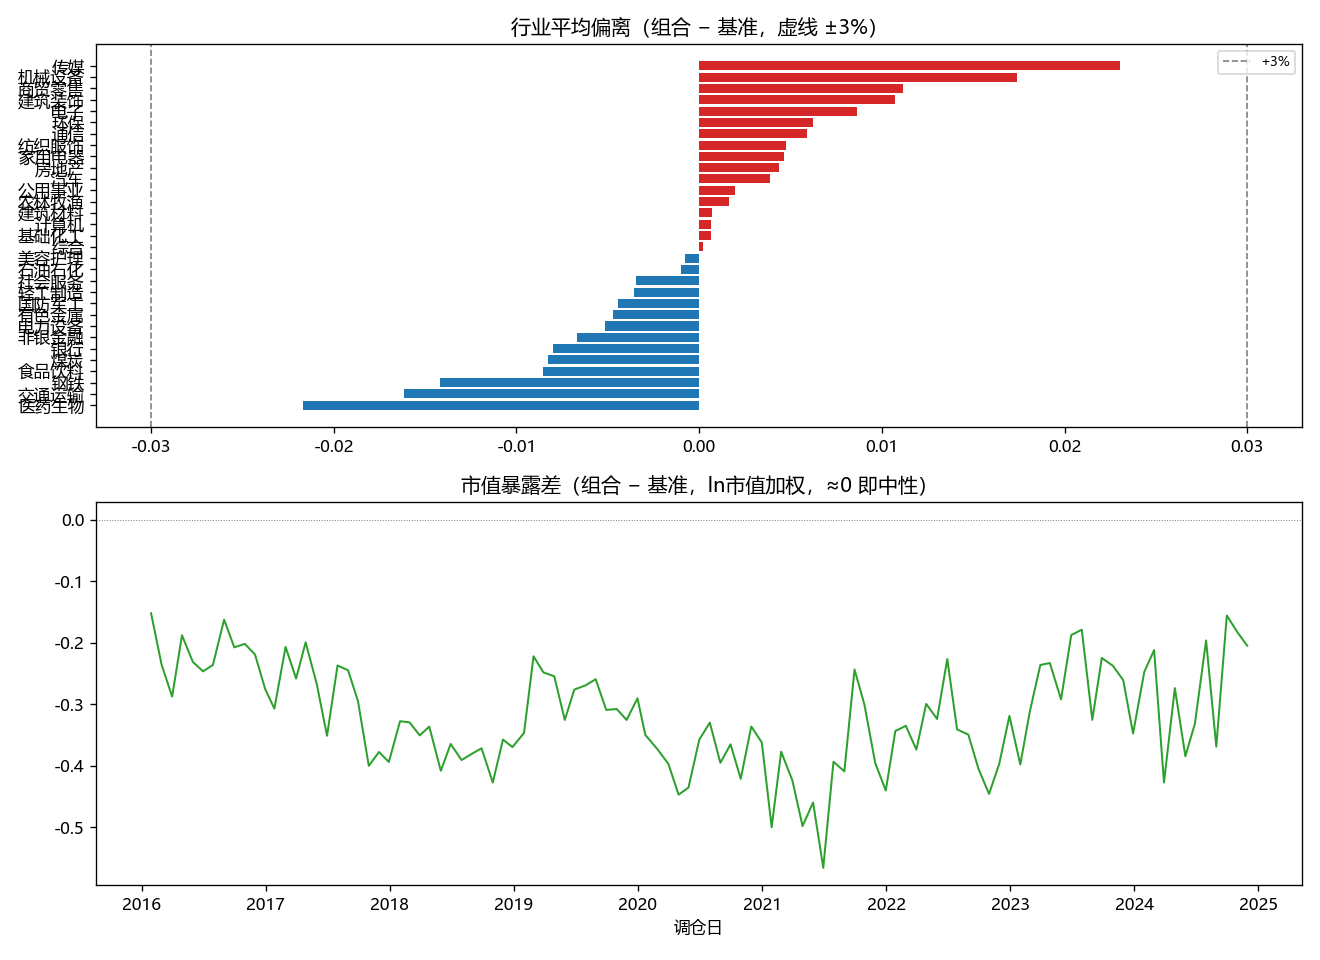 行业平均偏离（组合 − 基准，虚线 ±3%）
+3%
传媒
机械设备
商贸零售
建筑装饰
电子
环保
通信
纺织服饰
家用电器
房地产
汽车
公用事业
农林牧渔
建筑材料
计算机
基础化工
综合
美容护理
石油石化
社会服务
轻工制造
国防军工
有色金属
电力设备
非银金融
银行
煤炭
食品饮料
钢铁
交通运输
医药生物
-0.03 -0.02 -0.01 0.00 0.01 0.02 0.03
市值暴露差（组合 − 基准，ln市值加权，≈0 即中性）
0.0
-0.1
-0.2
-0.3
-0.4
-0.5
2016 2017 2018 2019 2020 2021 2022 2023 2024 2025
调仓日